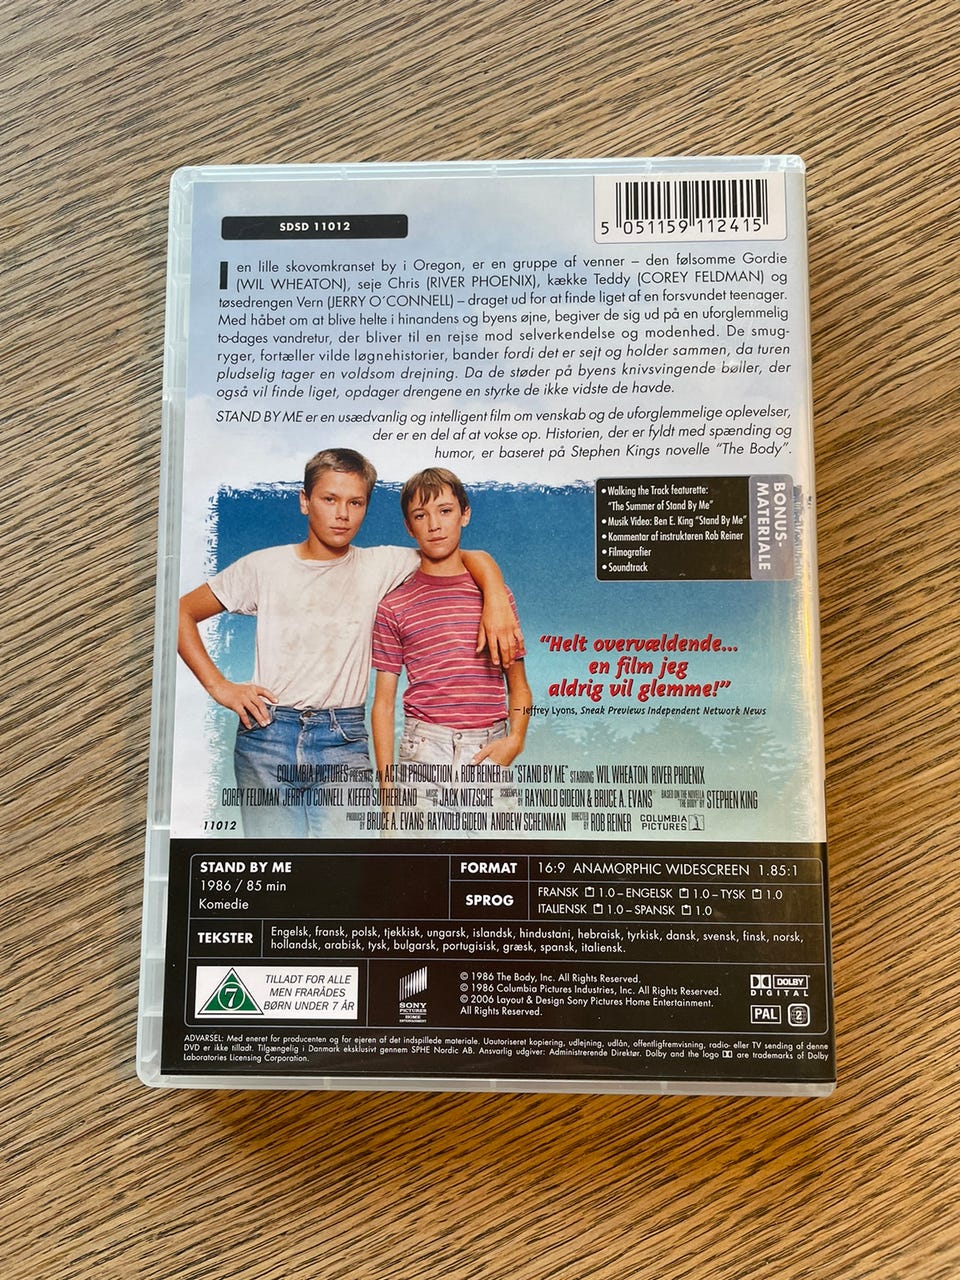 SDSD 11012
5 051159 112415
I en lille skovomkranset by i Oregon, er en gruppe af venner – den følsomme Gordie
(WIL WHEATON), seje Chris (RIVER PHOENIX), kække Teddy (COREY FELDMAN) og
tøsedrengen Vern (JERRY O´CONNELL) – draget ud for at finde liget af en forsvundet teenager.
Med håbet om at blive helte i hinandens og byens øjne, begiver de sig ud på en uforglemmelig
to-dages vandretur, der bliver til en rejse mod selverkendelse og modenhed. De smug-
ryger, fortæller vilde løgnehistorier, bander fordi det er sejt og holder sammen, da turen
pludselig tager en voldsom drejning. Da de støder på byens knivsvingende bøller, der
også vil finde liget, opdager drengene en styrke de ikke vidste de havde.
STAND BY ME er en usædvanlig og intelligent film om venskab og de uforglemmelige oplevelser,
der er en del af at vokse op. Historien, der er fyldt med spænding og
humor, er baseret på Stephen Kings novelle "The Body".
BONUS-
MATERIALE
• Walking the Track featurette:
"The Summer of Stand By Me"
• Musik Video: Ben E. King "Stand By Me"
• Kommentar af instruktøren Rob Reiner
• Filmografier
• Soundtrack
"Helt overvældende...
en film jeg
aldrig vil glemme!"
– Jeffrey Lyons, Sneak Previews Independent Network News
COLUMBIA PICTURES PRESENTS AN ACT III PRODUCTION A ROB REINER FILM "STAND BY ME" STARRING WIL WHEATON RIVER PHOENIX
COREY FELDMAN JERRY O'CONNELL KIEFER SUTHERLAND MUSIC BY JACK NITZSCHE SCREENPLAY BY RAYNOLD GIDEON & BRUCE A. EVANS BASED ON THE NOVELLA "THE BODY" BY STEPHEN KING
PRODUCED BY BRUCE A. EVANS RAYNOLD GIDEON ANDREW SCHEINMAN DIRECTED BY ROB REINER COLUMBIA PICTURES
11012
STAND BY ME
1986 / 85 min
Komedie
FORMAT 16:9 ANAMORPHIC WIDESCREEN 1.85:1
SPROG FRANSK 1.0 – ENGELSK 1.0 – TYSK 1.0
ITALIENSK 1.0 – SPANSK 1.0
TEKSTER Engelsk, fransk, polsk, tjekkisk, ungarsk, islandsk, hindustani, hebraisk, tyrkisk, dansk, svensk, finsk, norsk,
hollandsk, arabisk, tysk, bulgarsk, portugisisk, græsk, spansk, italiensk.
7
TILLADT FOR ALLE
MEN FRARÅDES
BØRN UNDER 7 ÅR
SONY
PICTURES
HOME
ENTERTAINMENT
© 1986 The Body, Inc. All Rights Reserved.
© 1986 Columbia Pictures Industries, Inc. All Rights Reserved.
© 2006 Layout & Design Sony Pictures Home Entertainment.
All Rights Reserved.
DOLBY
DIGITAL
PAL 2
ADVARSEL: Med eneret for producenten og for ejeren af det indspillede materiale. Uautoriseret kopiering, udlejning, udlån, offentligfremvisning, radio- eller TV sending af denne
DVD er ikke tilladt. Tilgængelig i Danmark eksklusivt gennem SPHE Nordic AB. Ansvarlig udgiver: Administrerende Direktør. Dolby and the logo are trademarks of Dolby
Laboratories Licensing Corporation.